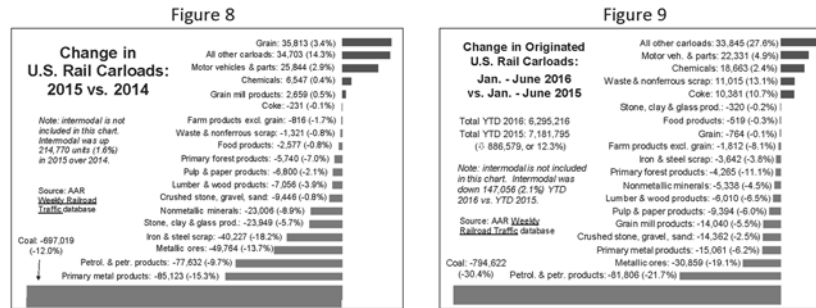 Figure 8
Change in
U.S. Rail Carloads:
2015 vs. 2014
Note: intermodal is not
included in this chart.
Intermodal was up
214,770 units (1.6%)
in 2015 over 2014.
Source: AAR
Weekly Railroad
Traffic database
Grain: 35,813 (3.4%)
All other carloads: 34,703 (14.3%)
Motor vehicles & parts: 25,844 (2.9%)
Chemicals: 6,547 (0.4%)
Grain mill products: 2,659 (0.5%)
Coke: -231 (-0.1%)
Farm products excl. grain: -816 (-1.7%)
Waste & nonferrous scrap: -1,321 (-0.8%)
Food products: -2,577 (-0.8%)
Primary forest products: -5,740 (-7.0%)
Pulp & paper products: -6,800 (-2.1%)
Lumber & wood products: -7,056 (-3.9%)
Crushed stone, gravel, sand: -9,446 (-0.8%)
Nonmetallic minerals: -23,006 (-8.9%)
Stone, clay & glass prod.: -23,949 (-5.7%)
Iron & steel scrap: -40,227 (-18.2%)
Metallic ores: -49,764 (-13.7%)
Petrol. & petr. products: -77,632 (-9.7%)
Primary metal products: -85,123 (-15.3%)
Coal: -697,019
(-12.0%)
Figure 9
Change in Originated
U.S. Rail Carloads:
Jan. - June 2016
vs. Jan. - June 2015
Total YTD 2016: 6,295,216
Total YTD 2015: 7,181,795
(⇩ 886,579, or 12.3%)
Note: intermodal is not included
in this chart. Intermodal was
down 147,056 (2.1%) YTD
2016 vs. YTD 2015.
Source: AAR Weekly
Railroad Traffic database
All other carloads: 33,845 (27.6%)
Motor veh. & parts: 22,331 (4.9%)
Chemicals: 18,663 (2.4%)
Waste & nonferrous scrap: 11,015 (13.1%)
Coke: 10,381 (10.7%)
Stone, clay & glass prod.: -320 (-0.2%)
Food products: -519 (-0.3%)
Grain: -764 (-0.1%)
Farm products excl. grain: -1,812 (-8.1%)
Iron & steel scrap: -3,642 (-3.8%)
Primary forest products: -4,265 (-11.1%)
Nonmetallic minerals: -5,338 (-4.5%)
Lumber & wood products: -6,010 (-6.5%)
Pulp & paper products: -9,394 (-6.0%)
Grain mill products: -14,040 (-5.5%)
Crushed stone, gravel, sand: -14,362 (-2.5%)
Primary metal products: -15,061 (-6.2%)
Metallic ores: -30,859 (-19.1%)
Petrol. & petr. products: -81,806 (-21.7%)
Coal: -794,622
(-30.4%)